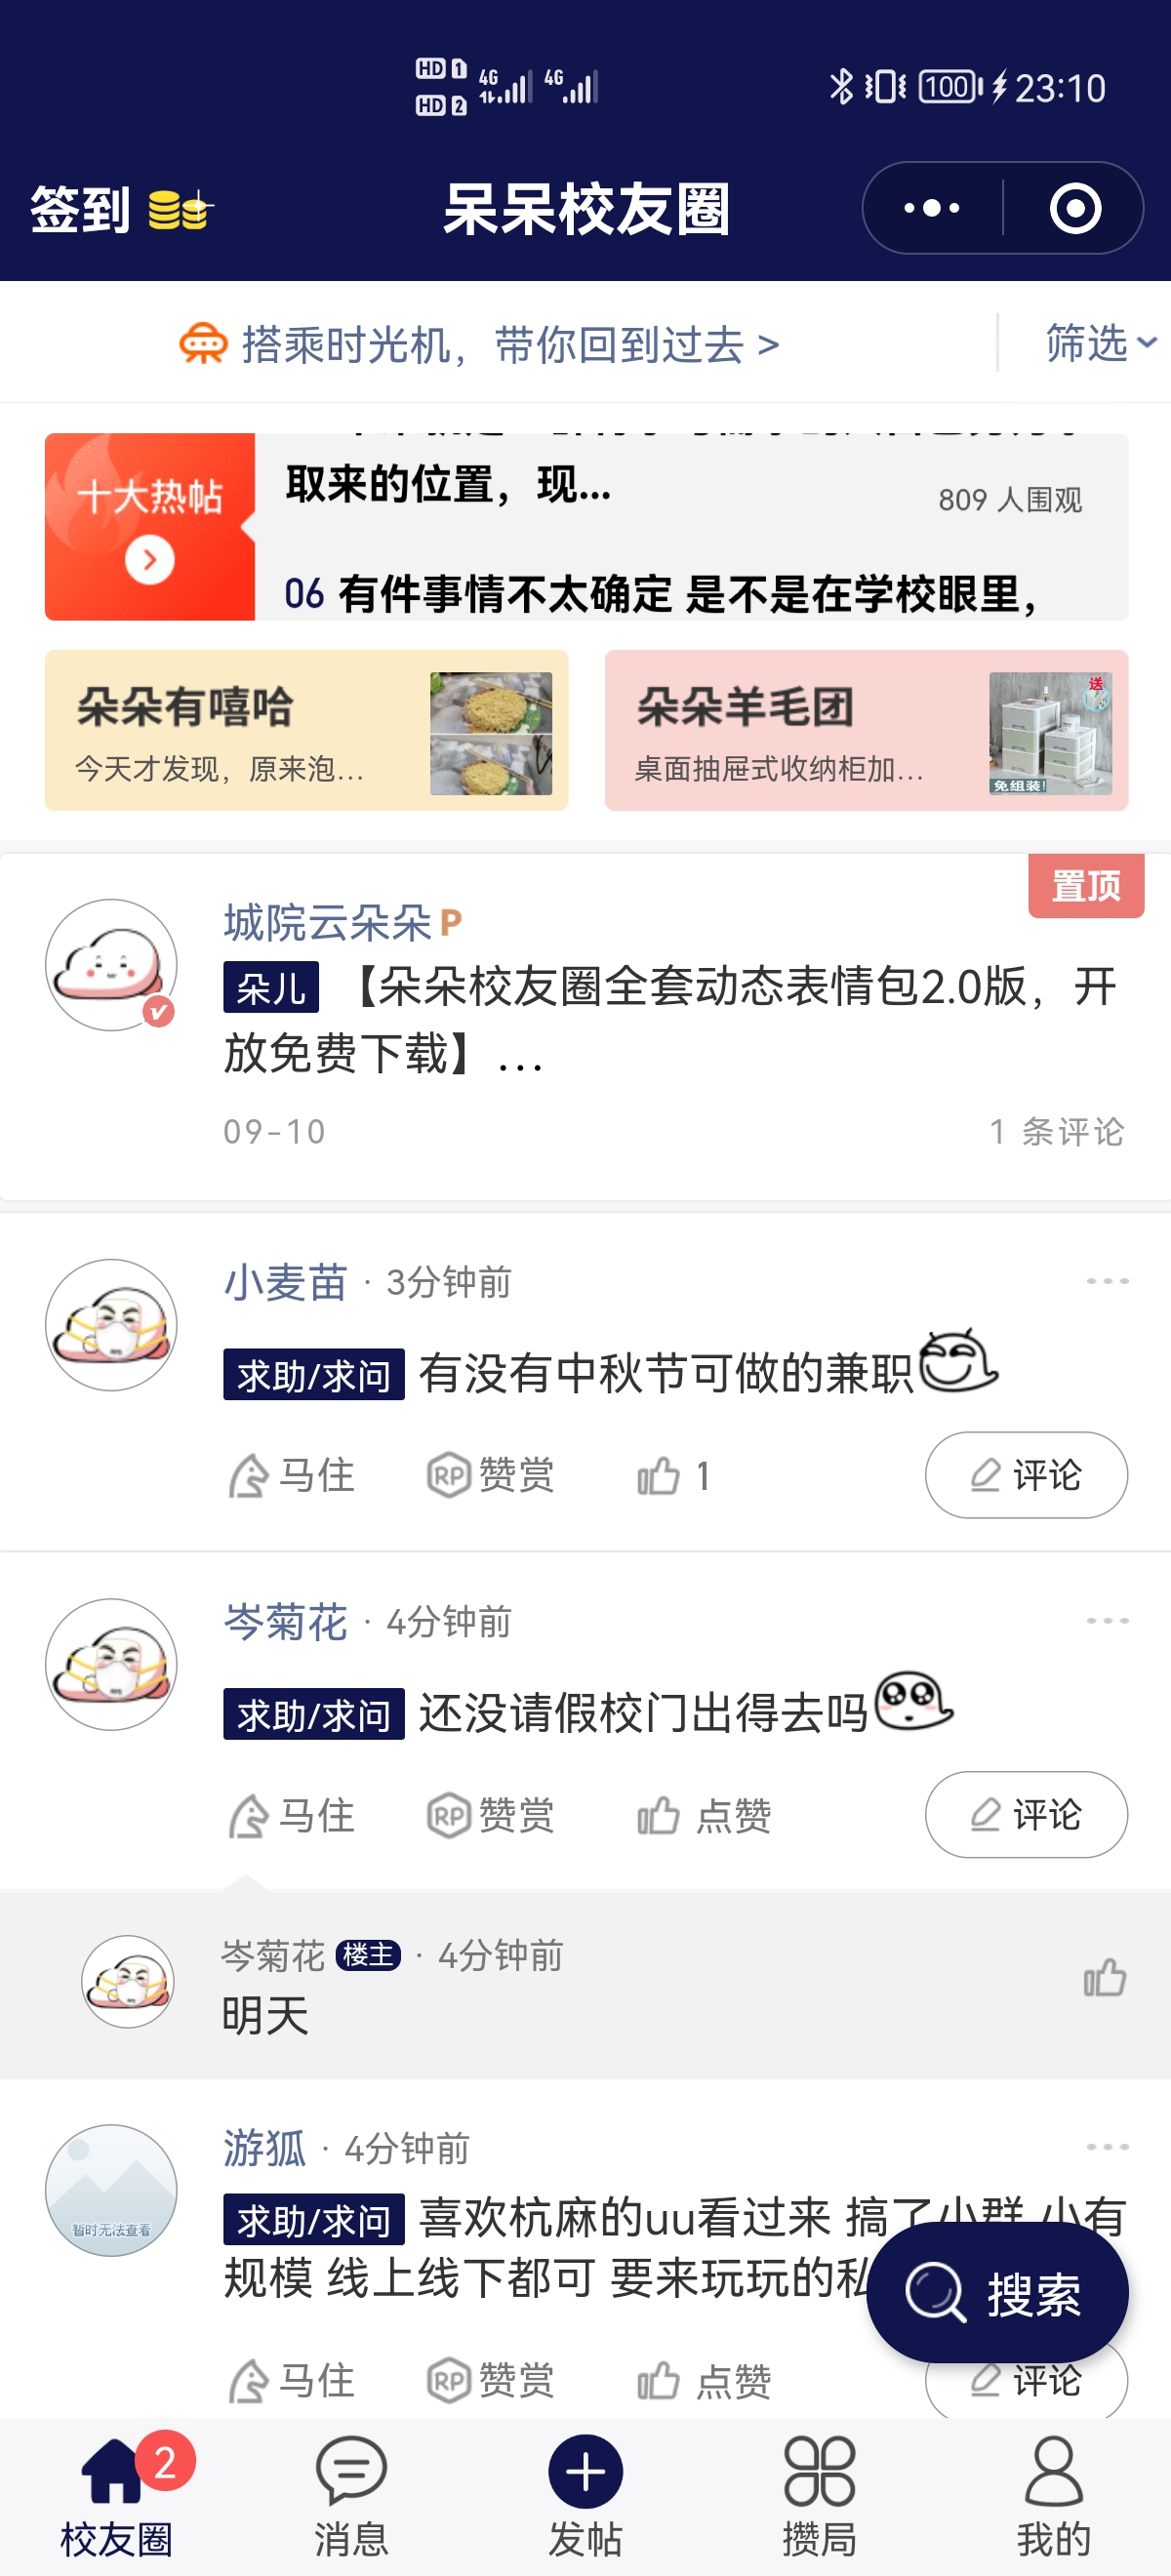 HD 1 4G 4G 100 23:10
HD 2
签到 呆呆校友圈
搭乘时光机，带你回到过去 > 筛选
十大热帖
取来的位置，现...
809 人围观
06 有件事情不太确定 是不是在学校眼里，
朵朵有嘻哈
今天才发现，原来泡...
朵朵羊毛团
桌面抽屉式收纳柜加...
送
免组装!
置顶
城院云朵朵 P
朵儿 【朵朵校友圈全套动态表情包2.0版，开
放免费下载】...
09-10 1 条评论
小麦苗 · 3分钟前
求助/求问 有没有中秋节可做的兼职
马住 RP 赞赏 1 评论
岑菊花 · 4分钟前
求助/求问 还没请假校门出得去吗
马住 RP 赞赏 点赞 评论
岑菊花 楼主 · 4分钟前
明天
游狐 · 4分钟前
暂时无法查看
求助/求问 喜欢杭麻的uu看过来 搞了小群 小有
规模 线上线下都可 要来玩玩的私
搜索
马住 RP 赞赏 点赞 评论
2
校友圈 消息 发帖 攒局 我的